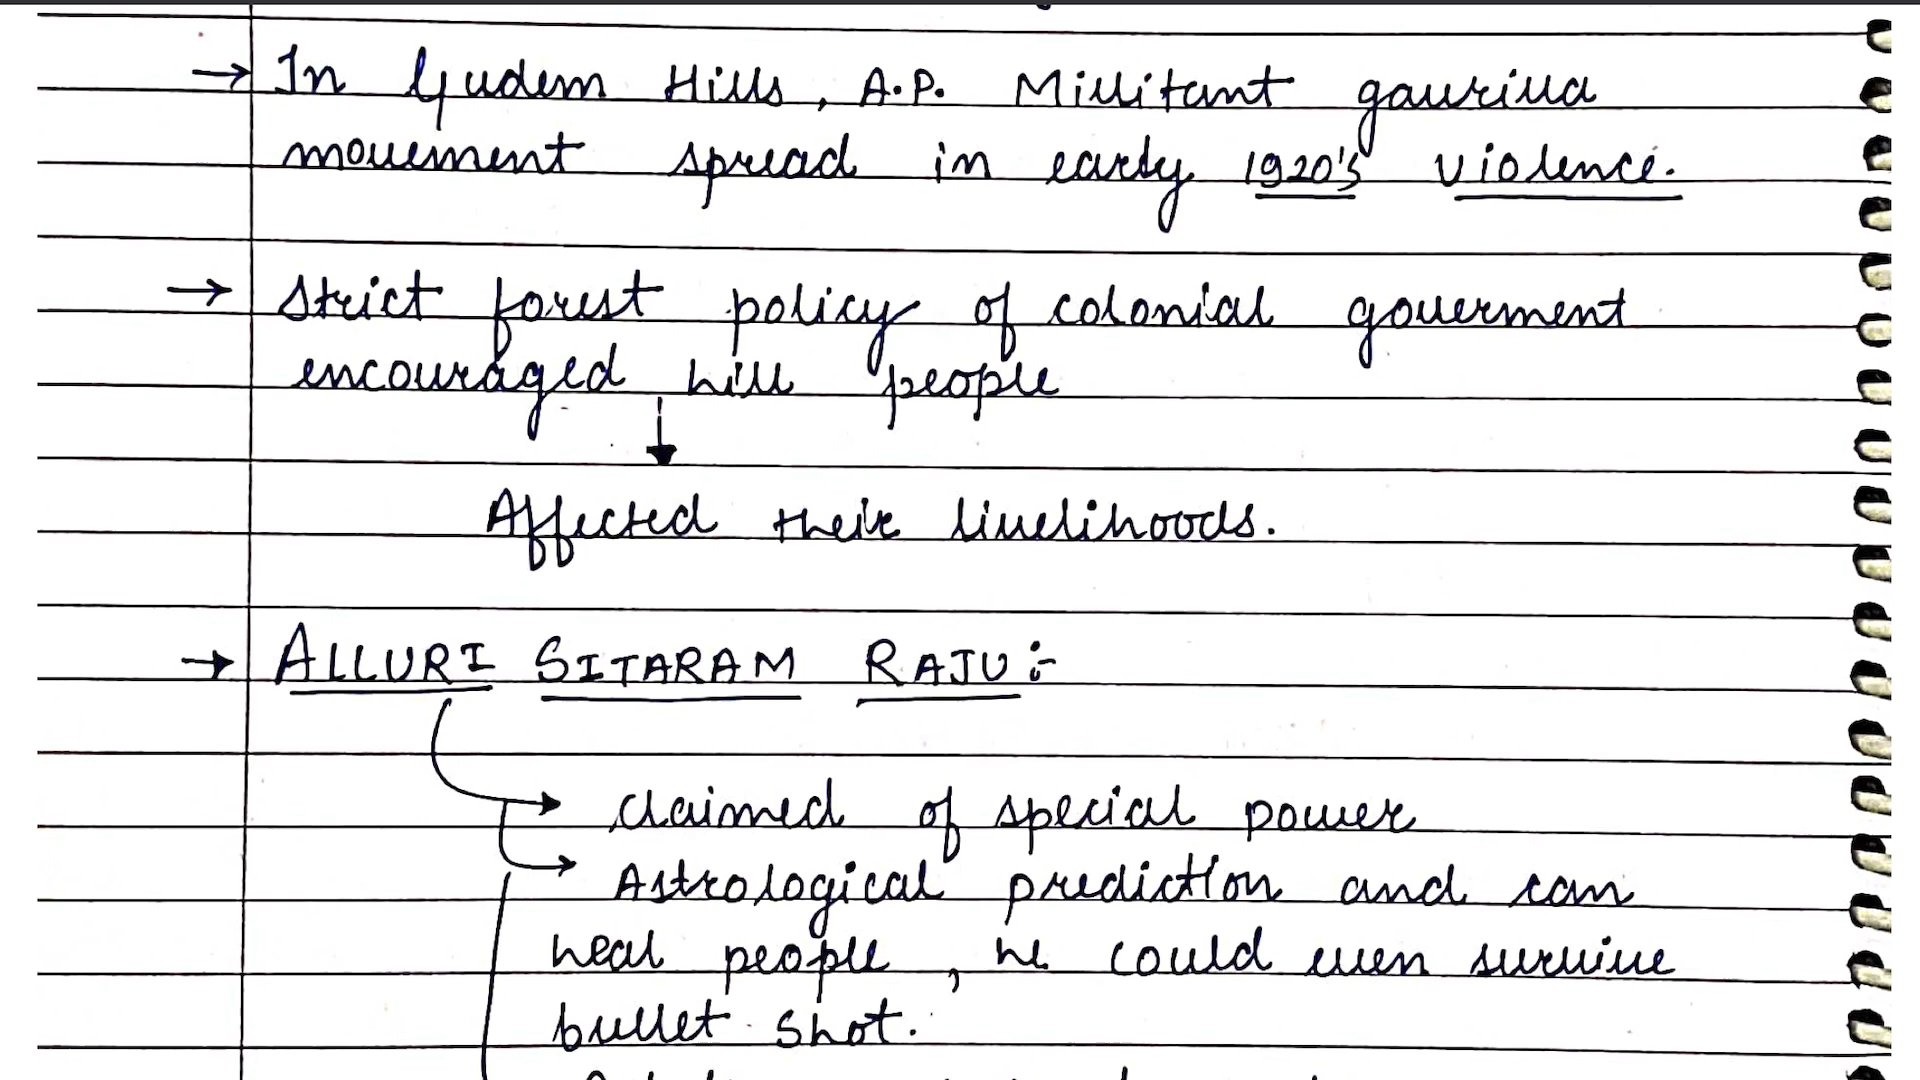 → In Gudem Hills, A.P. Millitant gaurilla
movement spread in early 1920's violence.
→ Strict forest policy of colonial goverment
encouraged hill people
↓
Affected their livelihoods.
→ ALLURI SITARAM RAJU :-
→ claimed of special power
→ Astrological prediction and can
heal people, he could even survive
bullet shot.